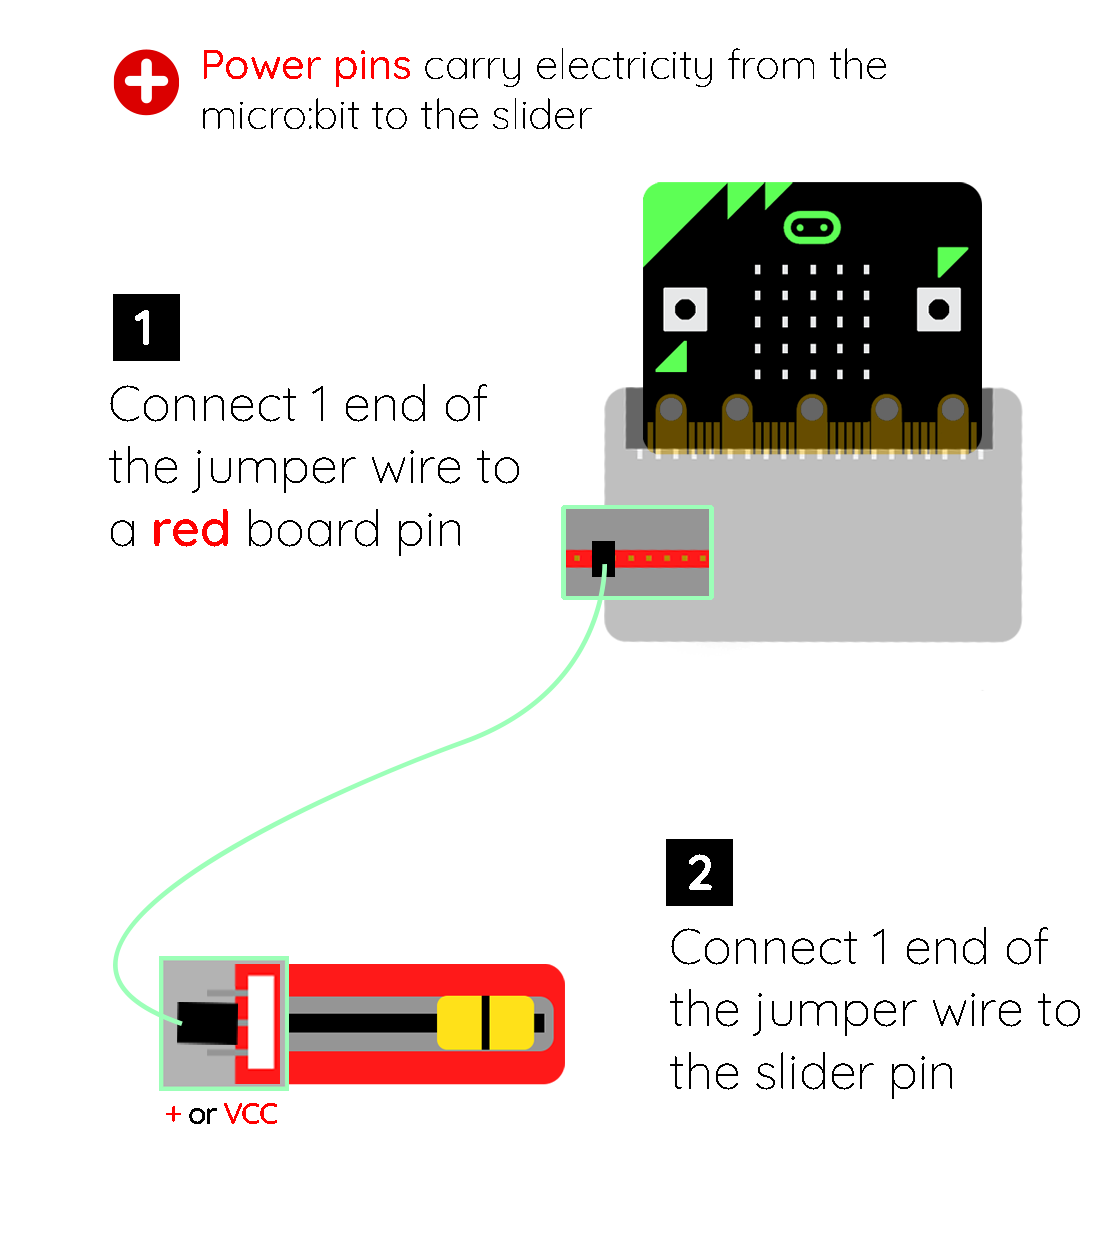 Power pins carry electricity from the
micro:bit to the slider
1
Connect 1 end of
the jumper wire to
a red board pin
2
Connect 1 end of
the jumper wire to
the slider pin
+ or VCC